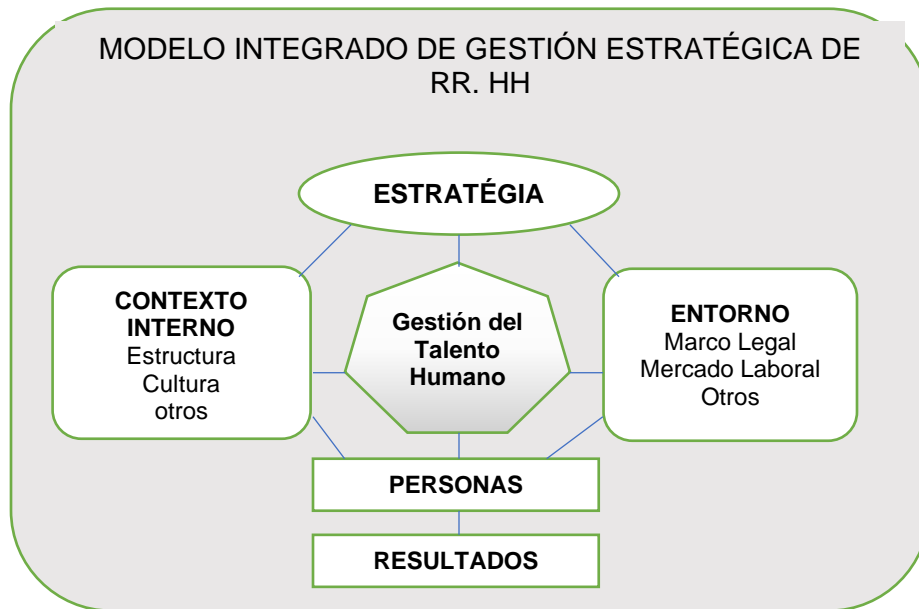 MODELO INTEGRADO DE GESTIÓN ESTRATÉGICA DE
RR. HH
ESTRATÉGIA
CONTEXTO
INTERNO
Estructura
Cultura
otros
Gestión del
Talento
Humano
ENTORNO
Marco Legal
Mercado Laboral
Otros
PERSONAS
RESULTADOS